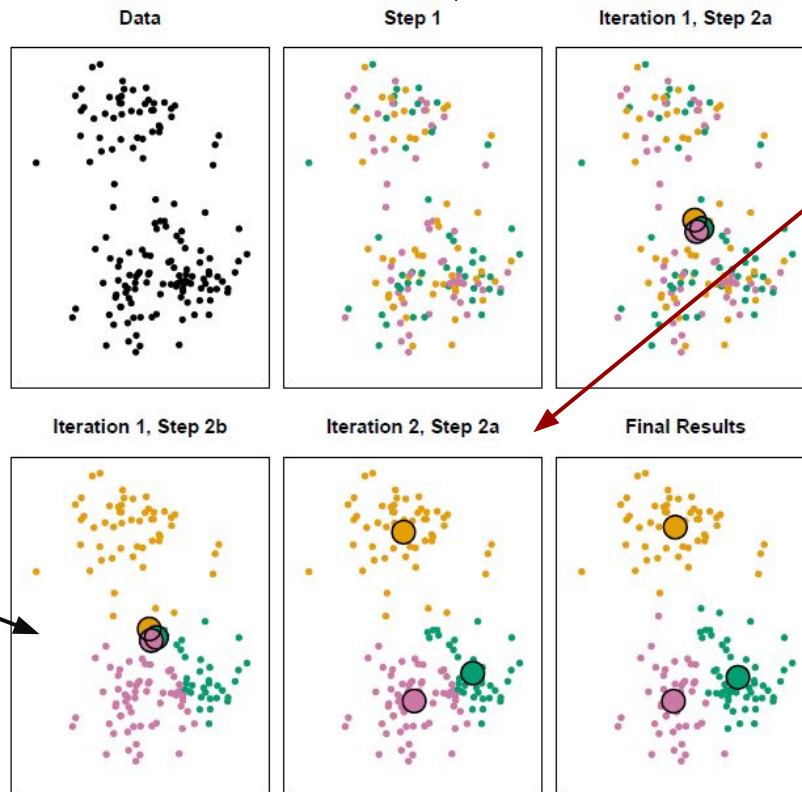 Data
Step 1
Iteration 1, Step 2a
Iteration 1, Step 2b
Iteration 2, Step 2a
Final Results